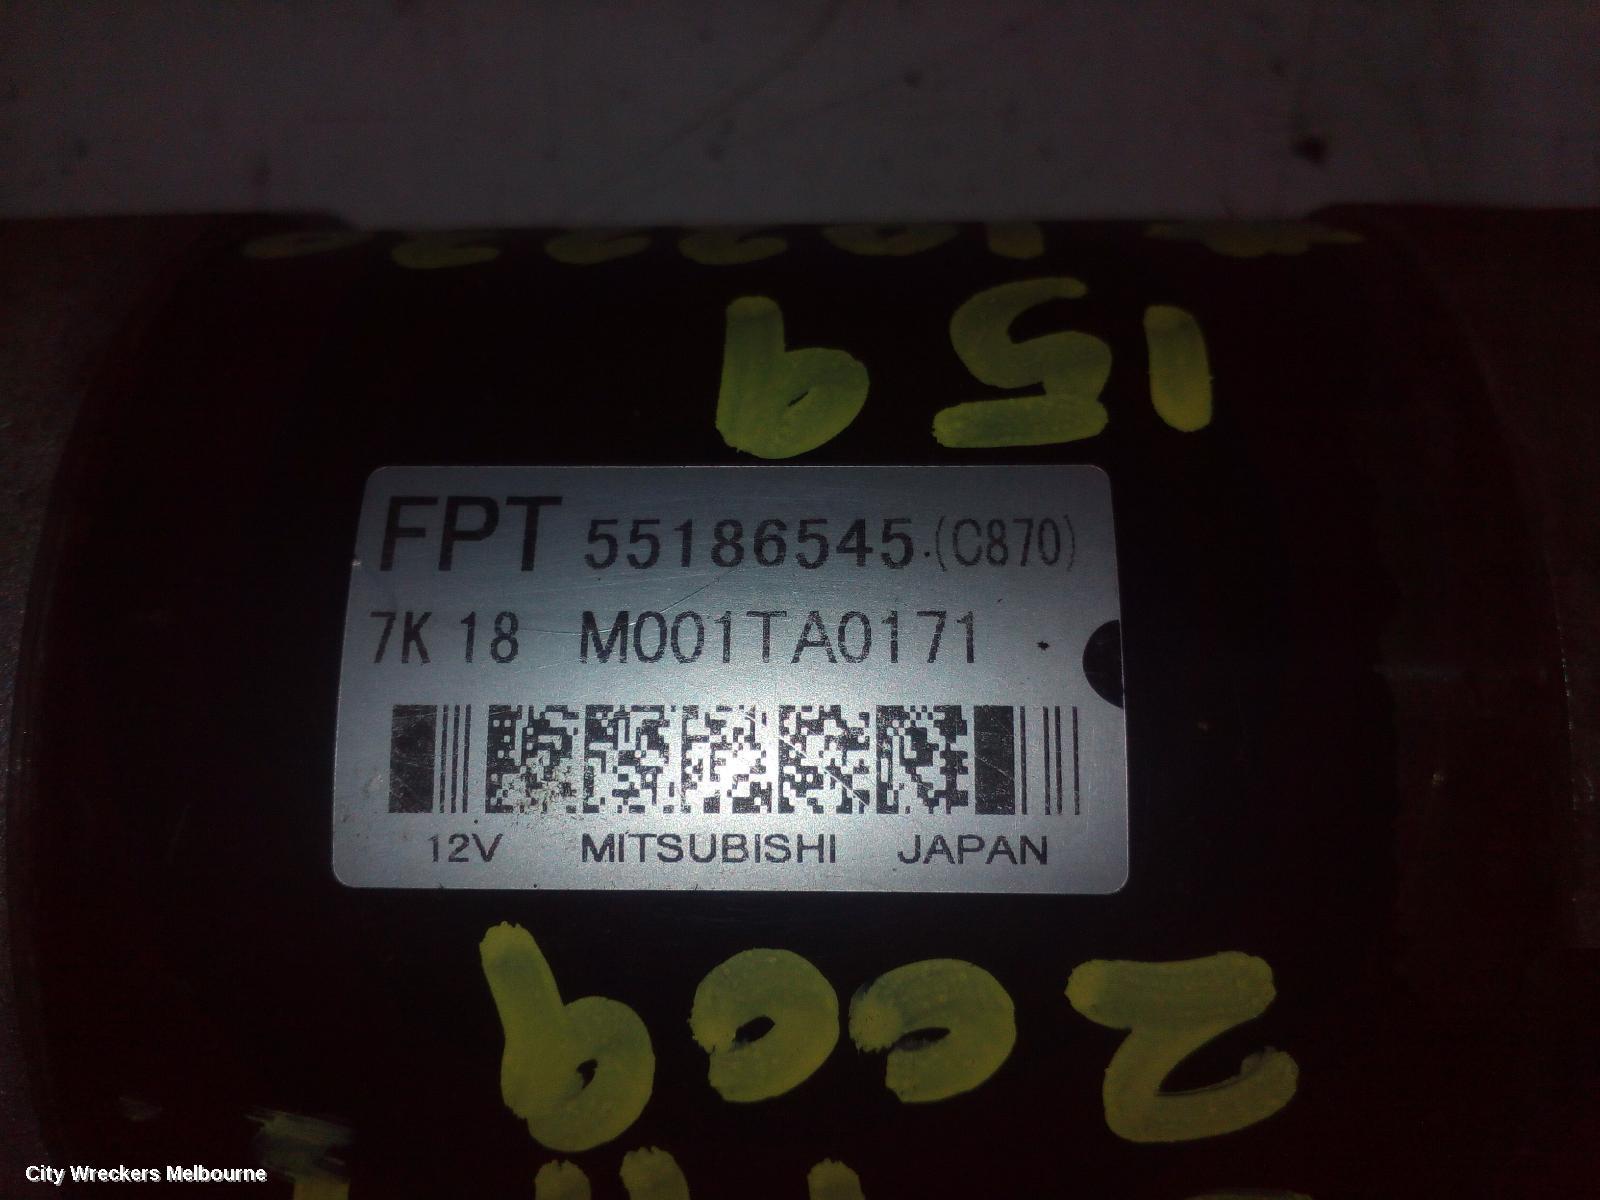 159
FPT 55186545 (C870)
7K 18 M001TA0171
12V MITSUBISHI JAPAN
2009
City Wreckers Melbourne